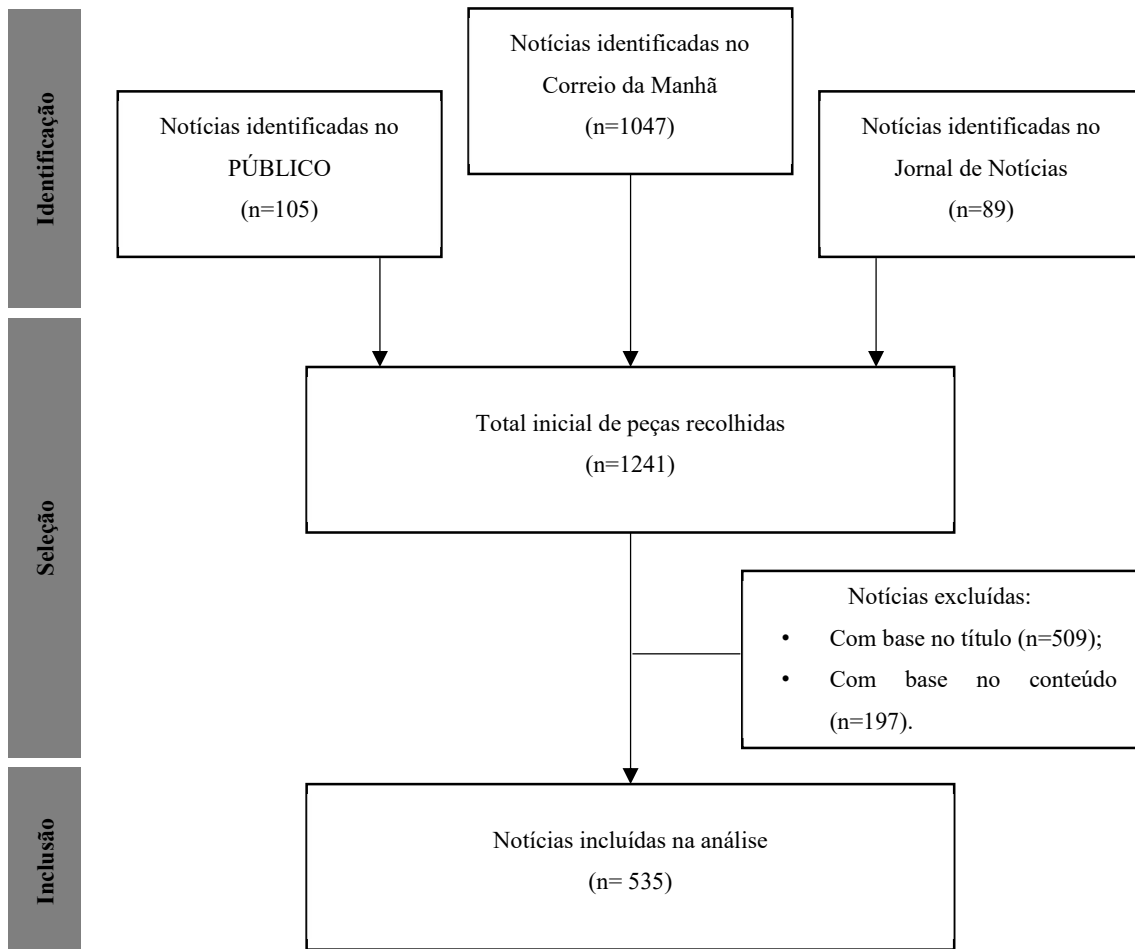 Identificação
Notícias identificadas no
PÚBLICO
(n=105)
Notícias identificadas no
Correio da Manhã
(n=1047)
Notícias identificadas no
Jornal de Notícias
(n=89)
Seleção
Total inicial de peças recolhidas
(n=1241)
Notícias excluídas:
• Com base no título (n=509);
• Com base no conteúdo
(n=197).
Inclusão
Notícias incluídas na análise
(n= 535)